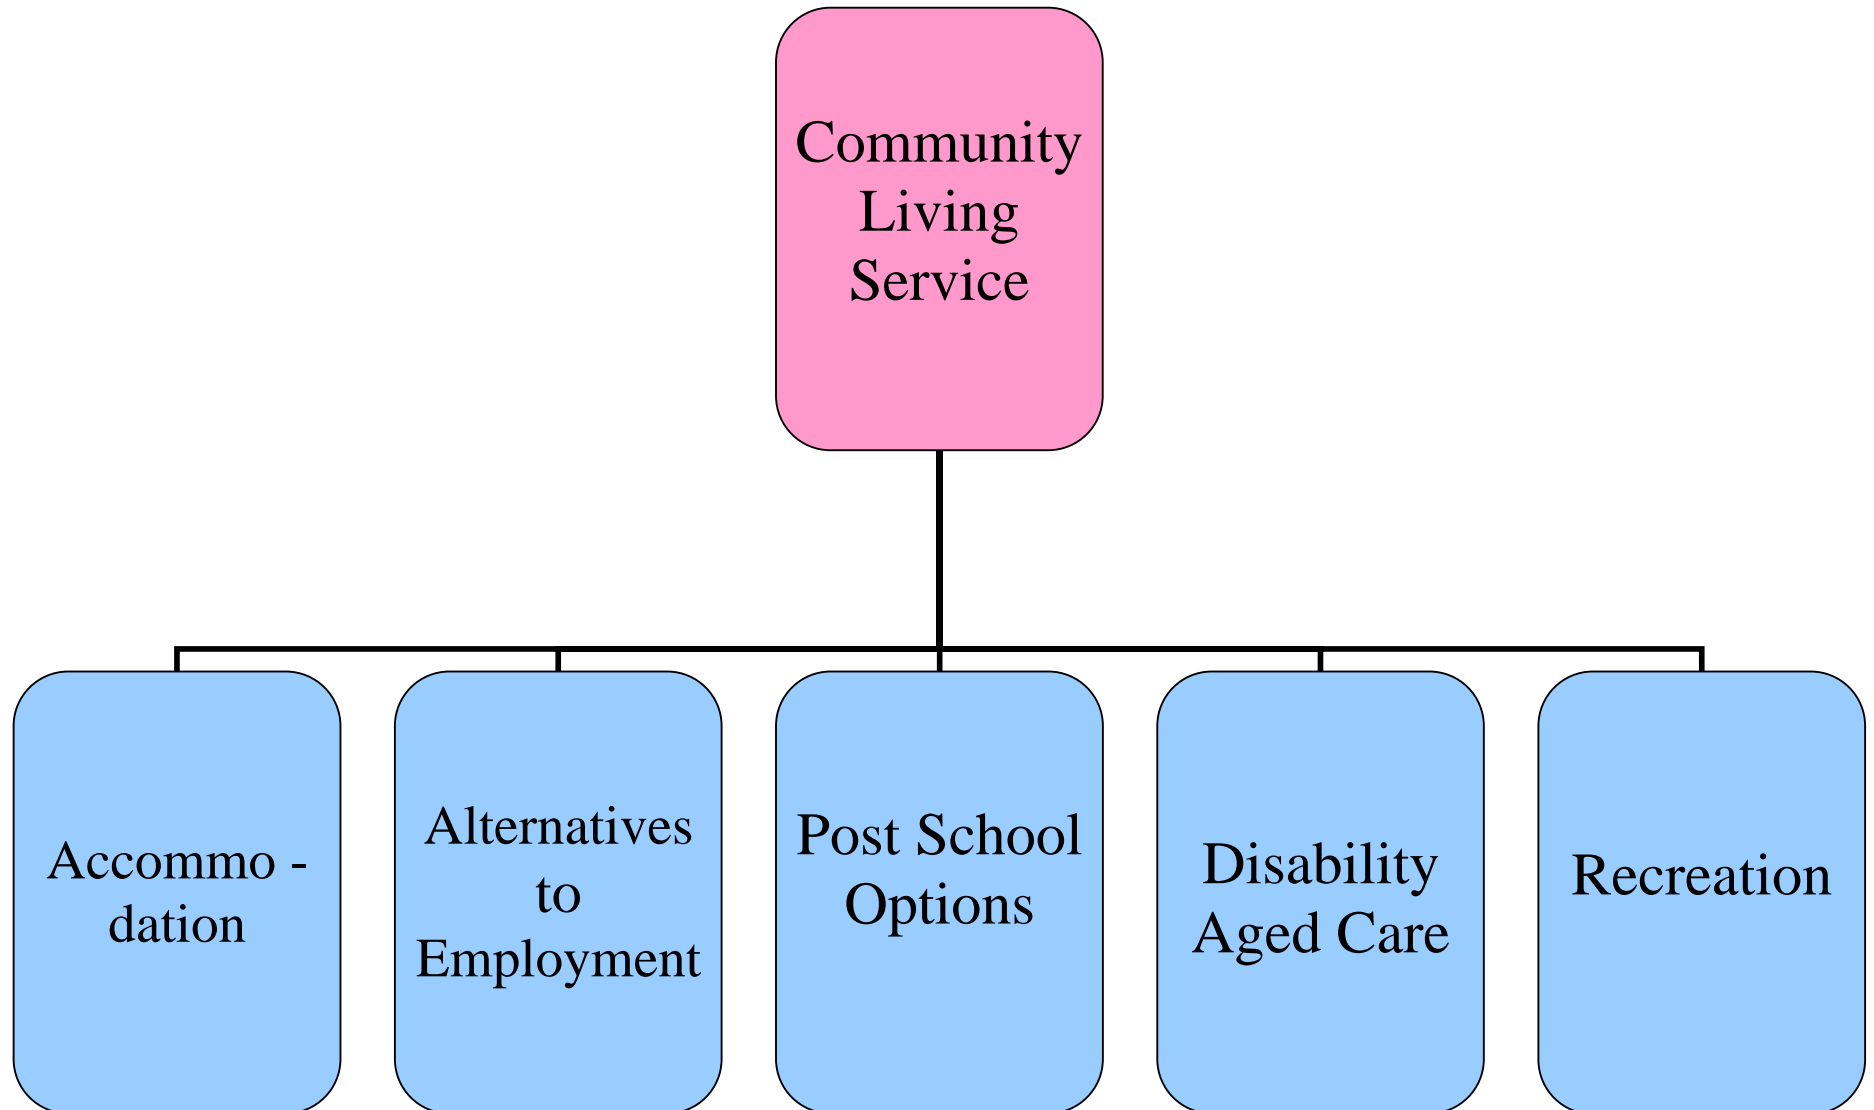 Community
Living
Service
Accommo -
dation
Alternatives
to
Employment
Post School
Options
Disability
Aged Care
Recreation